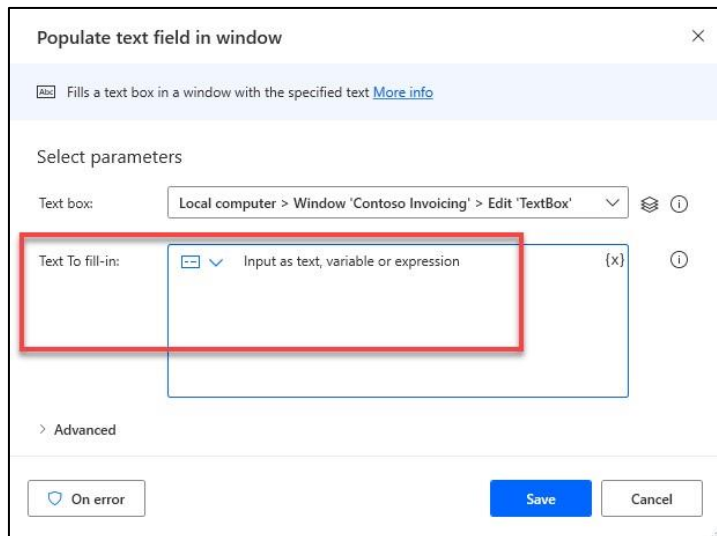 Populate text field in window
Abc Fills a text box in a window with the specified text More info
Select parameters
Text box: Local computer > Window 'Contoso Invoicing' > Edit 'TextBox'
Text To fill-in: Input as text, variable or expression {x}
Advanced
On error Save Cancel